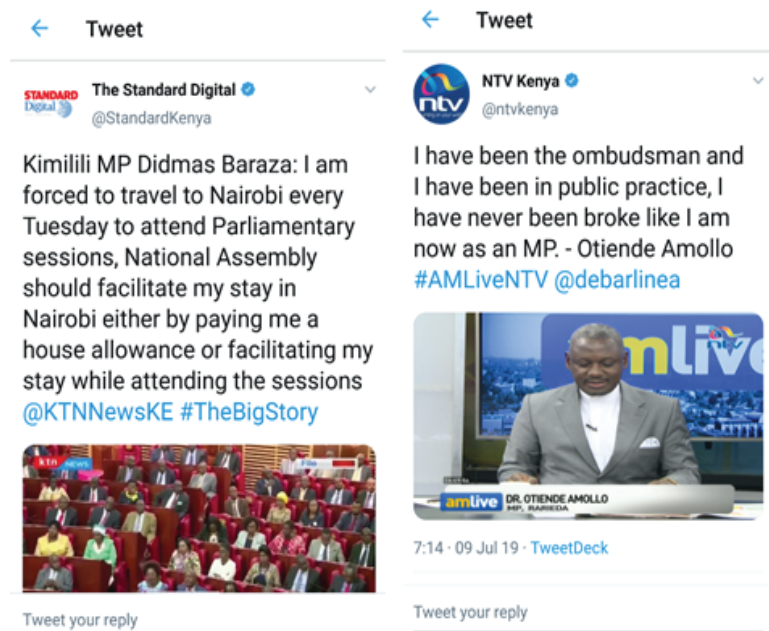 Tweet
STANDARD
Digital
The Standard Digital
@StandardKenya
Kimilili MP Didmas Baraza: I am
forced to travel to Nairobi every
Tuesday to attend Parliamentary
sessions, National Assembly
should facilitate my stay in
Nairobi either by paying me a
house allowance or facilitating my
stay while attending the sessions
@KTNNewsKE #TheBigStory
ktn NEWS
File
Tweet your reply
Tweet
ntv
NTV Kenya
@ntvkenya
I have been the ombudsman and
I have been in public practice, I
have never been broke like I am
now as an MP. - Otiende Amollo
#AMLiveNTV @debarlinea
mlive
ntv
amlive DR. OTIENDE AMOLLO
MP, RARIEDA
7:14 · 09 Jul 19 · TweetDeck
Tweet your reply